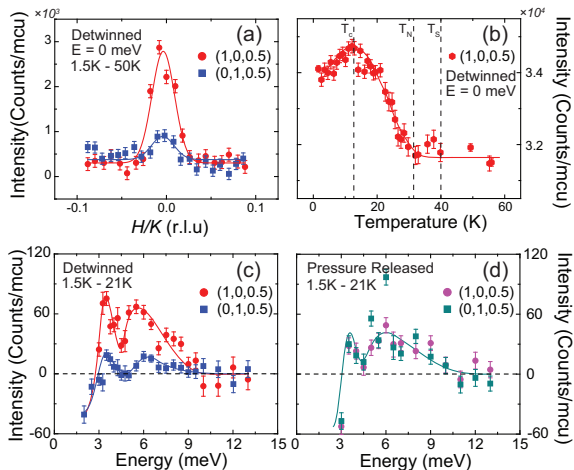 ×10³
×10⁴
Detwinned
E = 0 meV
1.5K - 50K
(a)
(1,0,0.5)
(0,1,0.5)
3
2
1
0
Intensity(Counts/mcu)
-0.1
0.0
0.1
H/K (r.l.u)
T_c
T_N
T_S
(b)
(1,0,0.5)
Detwinned
E = 0 meV
3.4
3.2
Intensity (Counts/mcu)
0
20
40
60
Temperature (K)
Detwinned
1.5K - 21K
(c)
(1,0,0.5)
(0,1,0.5)
120
60
0
-60
Intensity (Counts/mcu)
0
3
6
9
12
15
Energy (meV)
Pressure Released
1.5K - 21K
(d)
(1,0,0.5)
(0,1,0.5)
120
60
0
-60
Intensity (Counts/mcu)
0
3
6
9
12
15
Energy (meV)